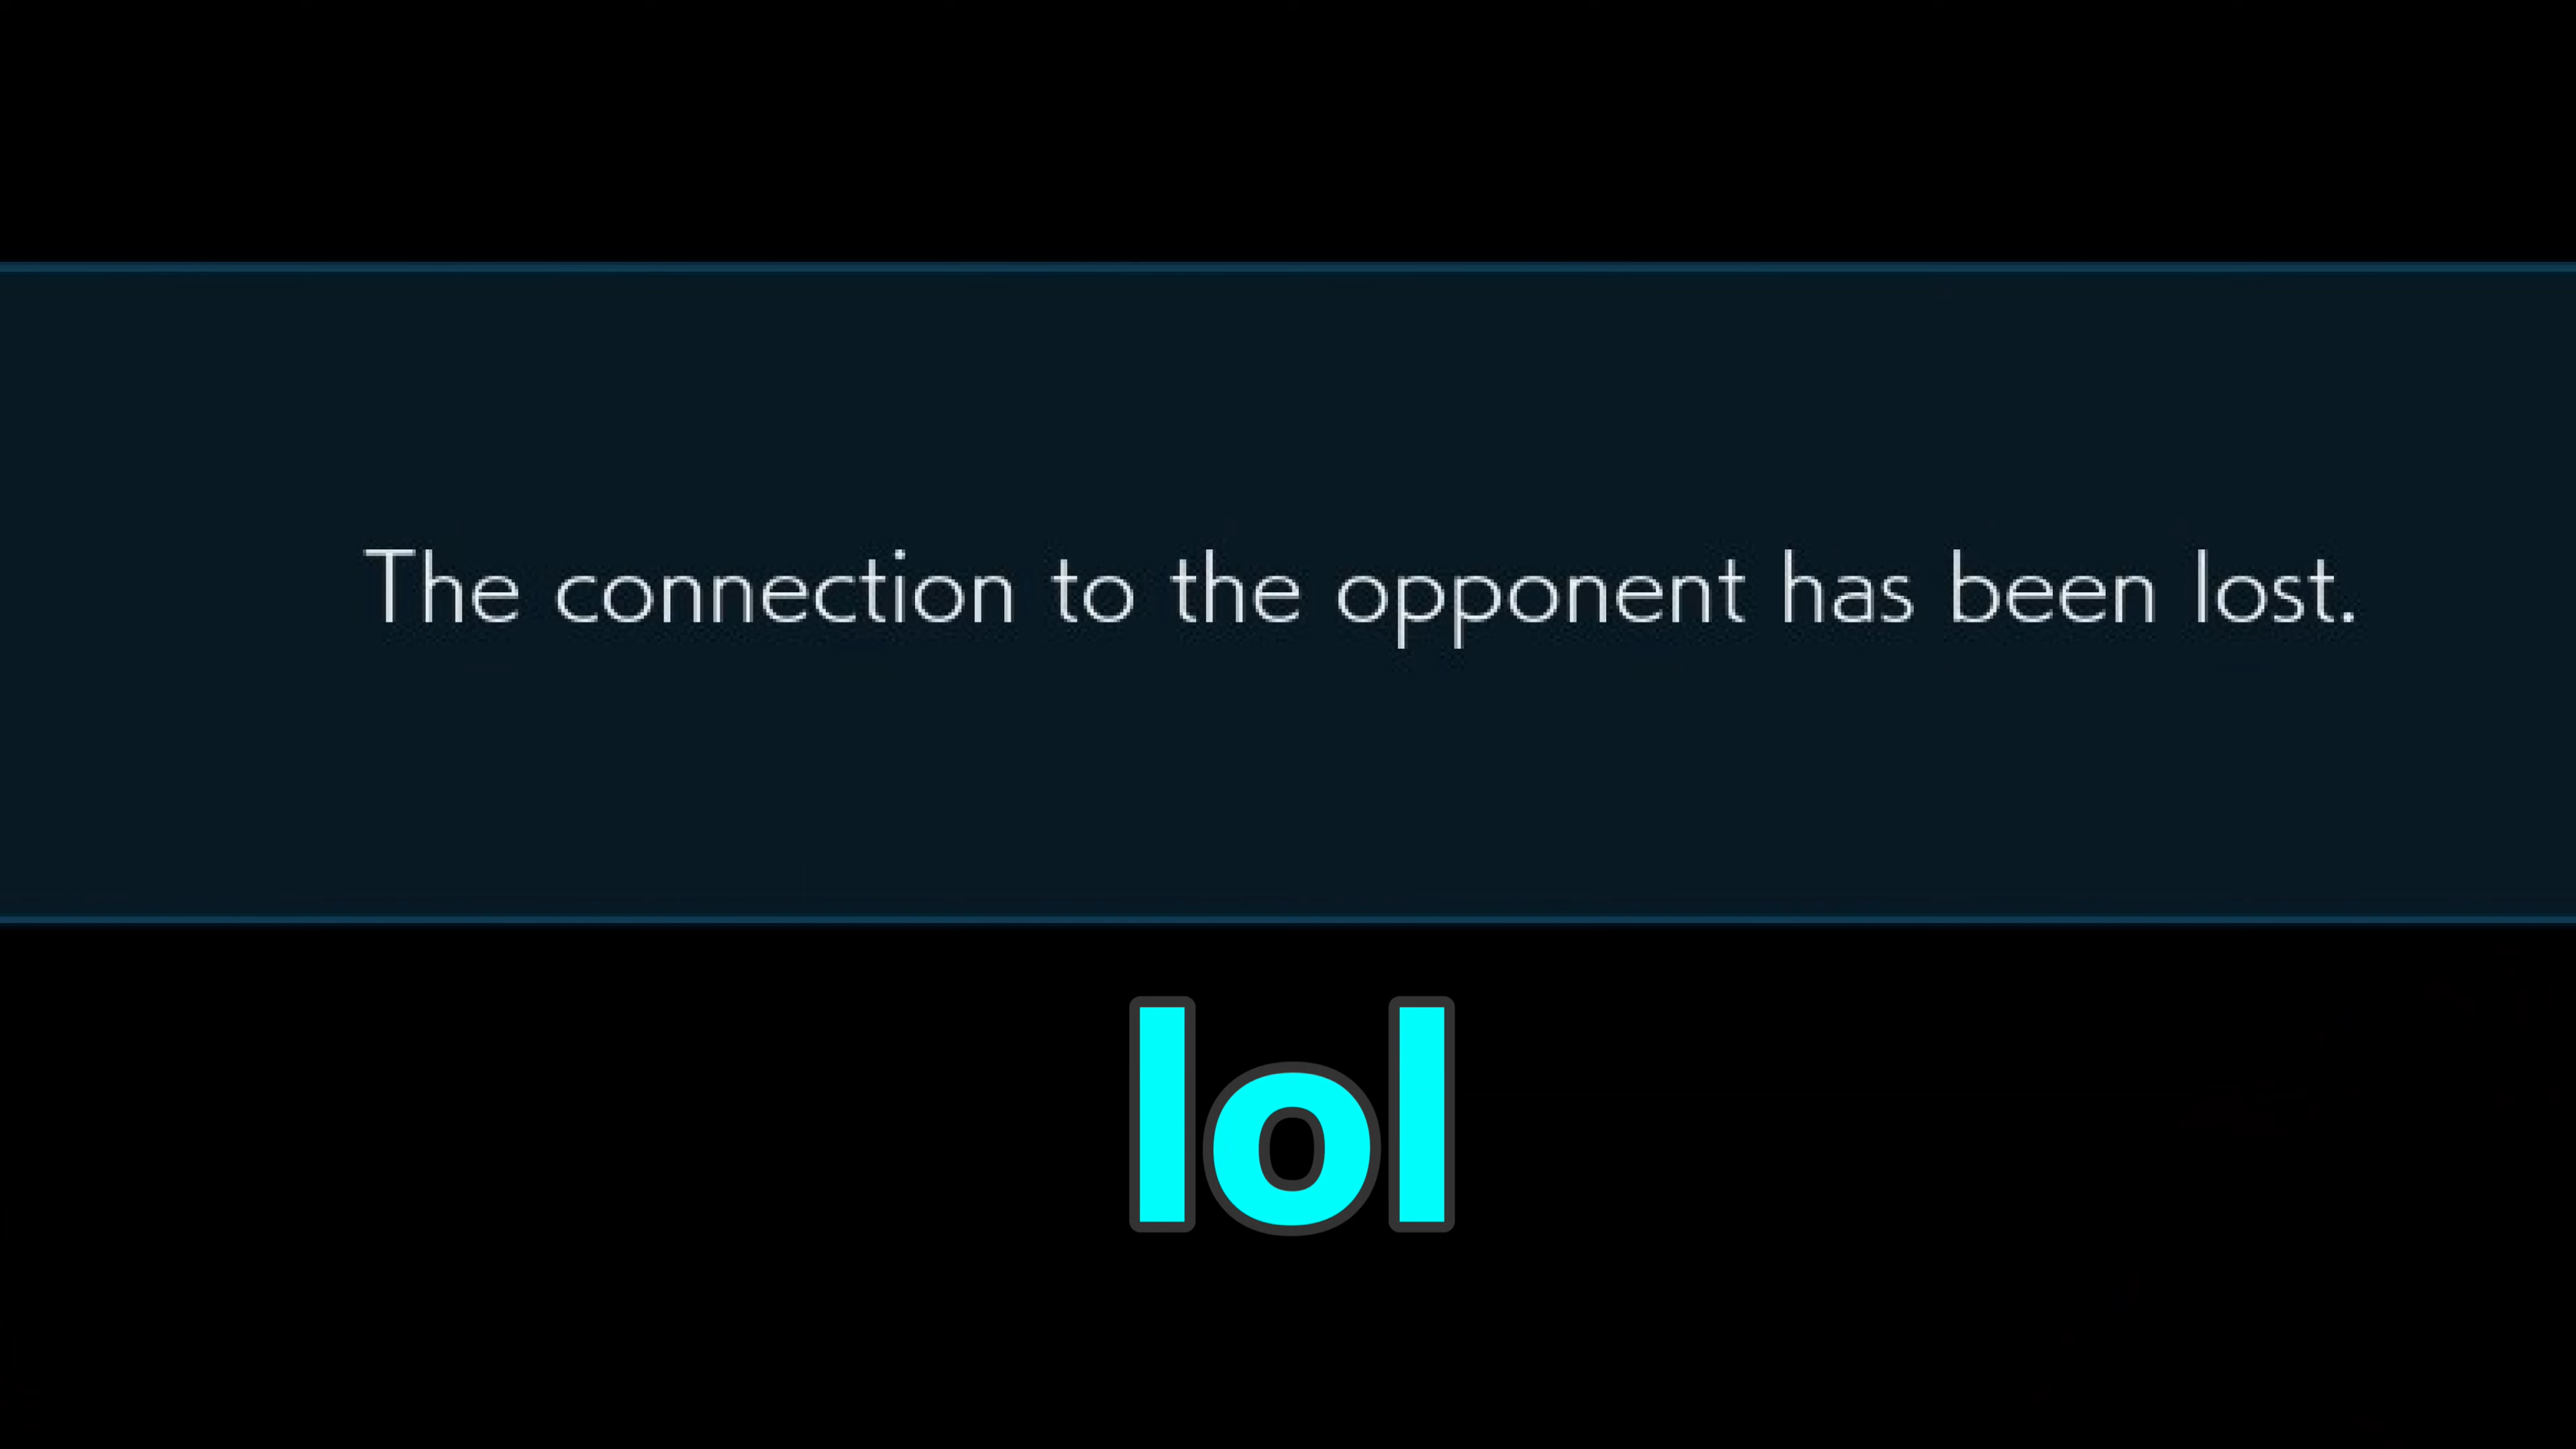 The connection to the opponent has been lost.
lol